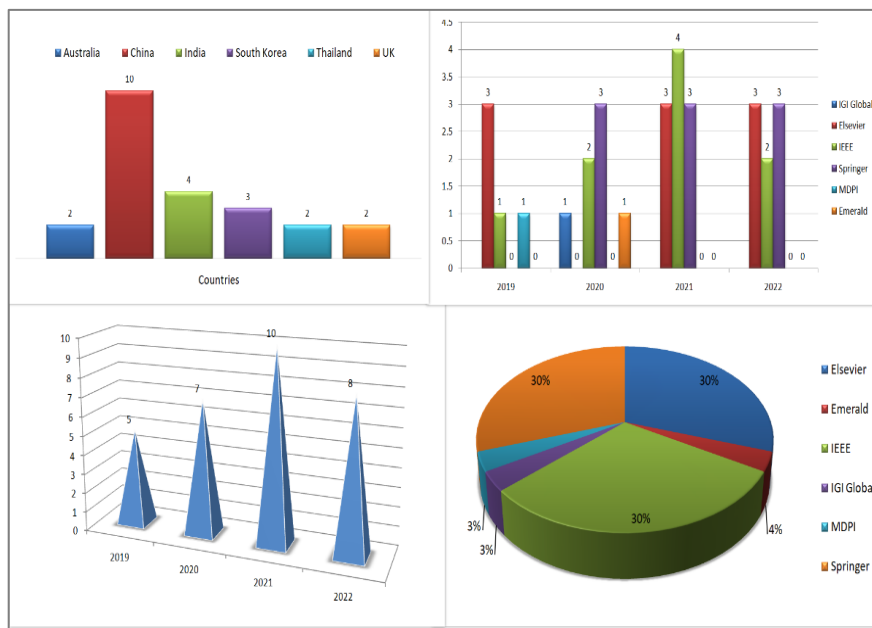 Australia China India South Korea Thailand UK
10
4
3
2 2 2
Countries
4.5
4
3.5
3
2.5
2
1.5
1
0.5
0
3 1 0 1 0
1 0 2 3 0 1
3 4 3 0 0
3 2 3 0 0
2019 2020 2021 2022
IGI Global
Elsevier
IEEE
Springer
MDPI
Emerald
10
9
8
7
6
5
4
3
2
1
0
5 7 10 8
2019
2020
2021
2022
30% 30%
30%
4%
3%
3%
Elsevier
Emerald
IEEE
IGI Global
MDPI
Springer